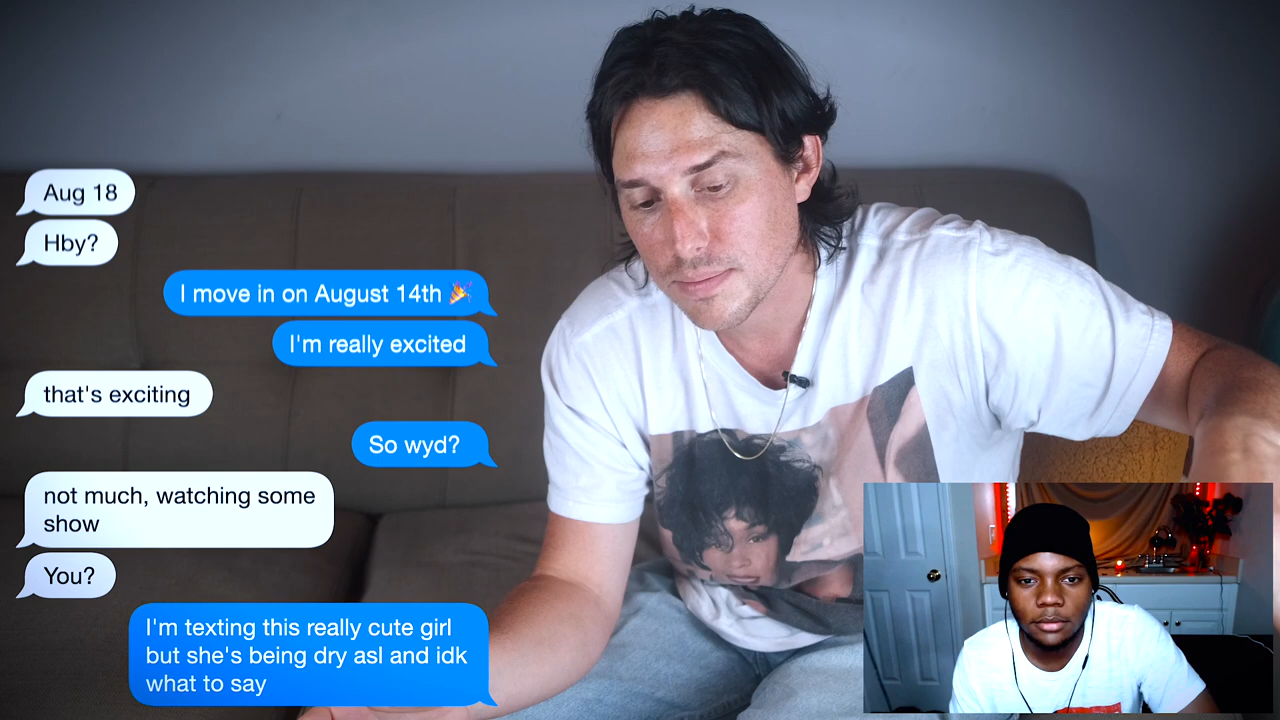 Aug 18
Hby?
I move in on August 14th 🎉
I'm really excited
that's exciting
So wyd?
not much, watching some
show
You?
I'm texting this really cute girl
but she's being dry asl and idk
what to say